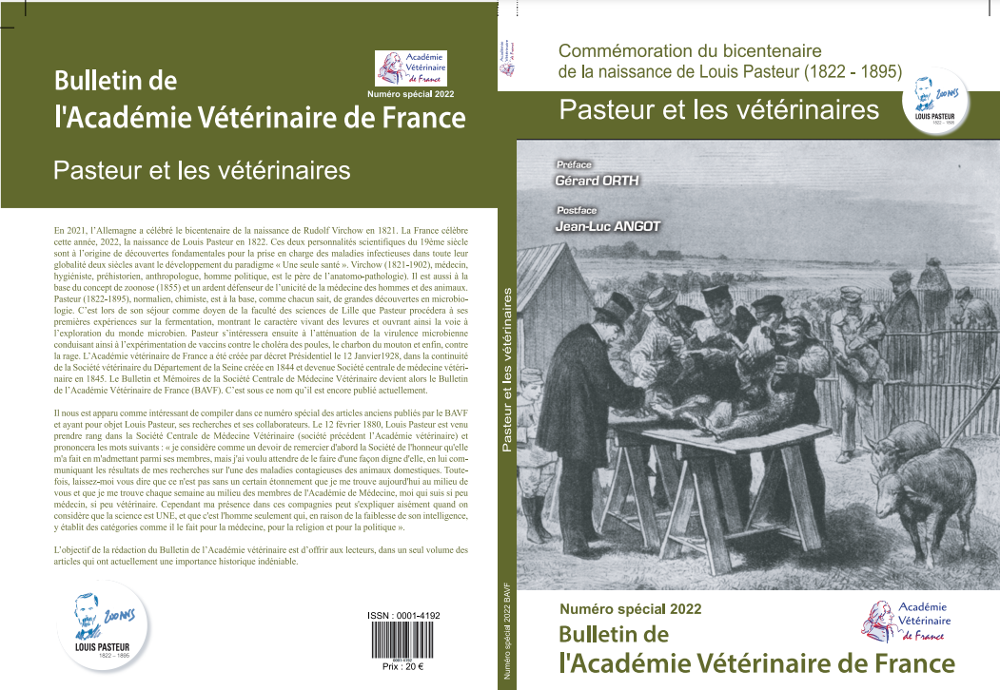 Bulletin de
l'Académie Vétérinaire de France
Académie
Vétérinaire
de France
Numéro spécial 2022
Pasteur et les vétérinaires
En 2021, l'Allemagne a célébré le bicentenaire de la naissance de Rudolf Virchow en 1821. La France célèbre
cette année, 2022, la naissance de Louis Pasteur en 1822. Ces deux personnalités scientifiques du 19ème siècle
sont à l'origine de découvertes fondamentales pour la prise en charge des maladies infectieuses dans toute leur
globalité deux siècles avant le développement du paradigme « Une seule santé ». Virchow (1821-1902), médecin,
hygiéniste, préhistorien, anthropologue, homme politique, est le père de l'anatomo-pathologie). Il est aussi à la
base du concept de zoonose (1855) et un ardent défenseur de l'unicité de la médecine des hommes et des animaux.
Pasteur (1822-1895), normalien, chimiste, est à la base, comme chacun sait, de grandes découvertes en microbio-
logie. C'est lors de son séjour comme doyen de la faculté des sciences de Lille que Pasteur procédera à ses
premières expériences sur la fermentation, montrant le caractère vivant des levures et ouvrant ainsi la voie à
l'exploration du monde microbien. Pasteur s'intéressera ensuite à l'atténuation de la virulence microbienne
conduisant ainsi à l'expérimentation de vaccins contre le choléra des poules, le charbon du mouton et enfin, contre
la rage. L'Académie vétérinaire de France a été créée par décret Présidentiel le 12 Janvier1928, dans la continuité
de la Société vétérinaire du Département de la Seine créée en 1844 et devenue Société centrale de médecine vétéri-
naire en 1845. Le Bulletin et Mémoires de la Société Centrale de Médecine Vétérinaire devient alors le Bulletin
de l'Académie Vétérinaire de France (BAVF). C'est sous ce nom qu'il est encore publié actuellement.
Il nous est apparu comme intéressant de compiler dans ce numéro spécial des articles anciens publiés par le BAVF
et ayant pour objet Louis Pasteur, ses recherches et ses collaborateurs. Le 12 février 1880, Louis Pasteur est venu
prendre rang dans la Société Centrale de Médecine Vétérinaire (société précédent l'Académie vétérinaire) et
prononcera les mots suivants : « je considère comme un devoir de remercier d'abord la Société de l'honneur qu'elle
m'a fait en m'admettant parmi ses membres, mais j'ai voulu attendre de le faire d'une façon digne d'elle, en lui com-
muniquant les résultats de mes recherches sur l'une des maladies contagieuses des animaux domestiques. Toute-
fois, laissez-moi vous dire que ce n'est pas sans un certain étonnement que je me trouve aujourd'hui au milieu de
vous et que je me trouve chaque semaine au milieu des membres de l'Académie de Médecine, moi qui suis si peu
médecin, si peu vétérinaire. Cependant ma présence dans ces compagnies peut s'expliquer aisément quand on
considère que la science est UNE, et que c'est l'homme seulement qui, en raison de la faiblesse de son intelligence,
y établit des catégories comme il le fait pour la médecine, pour la religion et pour la politique ».
L'objectif de la rédaction du Bulletin de l'Académie vétérinaire est d'offrir aux lecteurs, dans un seul volume des
articles qui ont actuellement une importance historique indéniable.
200 ANS
LOUIS PASTEUR
1822 – 1895
ISSN : 0001-4192
0001-4192
Prix : 20 €
Académie
Vétérinaire
de France
Pasteur et les vétérinaires
Numéro spécial 2022 BAVF
Commémoration du bicentenaire
de la naissance de Louis Pasteur (1822 - 1895)
Pasteur et les vétérinaires
200 ANS
LOUIS PASTEUR
1822 – 1895
Préface
Gérard ORTH
Postface
Jean-Luc ANGOT
Numéro spécial 2022
Bulletin de
l'Académie Vétérinaire de France
Académie
Vétérinaire
de France